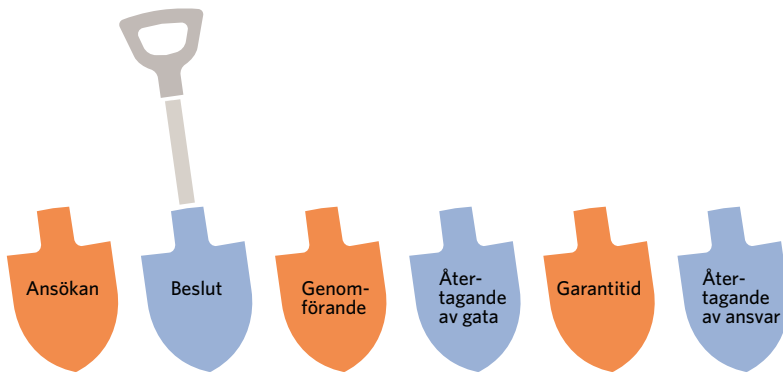 Ansökan
Beslut
Genom-
förande
Åter-
tagande
av gata
Garantitid
Åter-
tagande
av ansvar